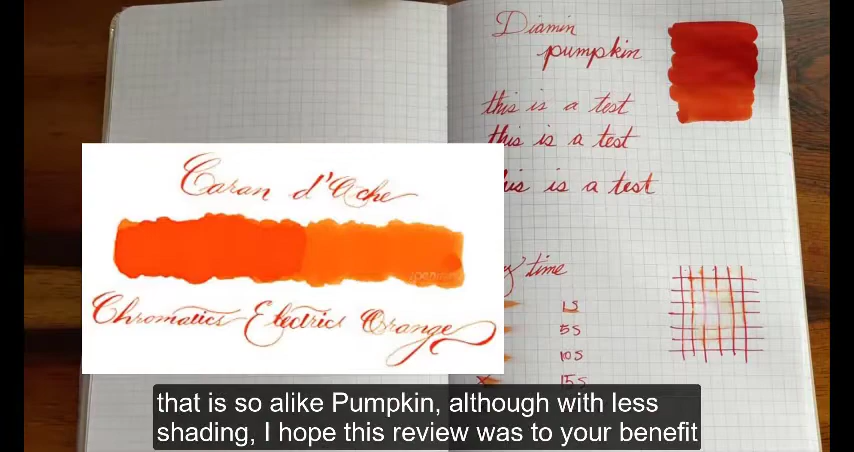 Diamin
pumpkin
this is a test
this is a test
this is a test
time
1s
5s
10s
15s
Caran d'Ache
Chromatics Electric Orange
that is so alike Pumpkin, although with less
shading, I hope this review was to your benefit